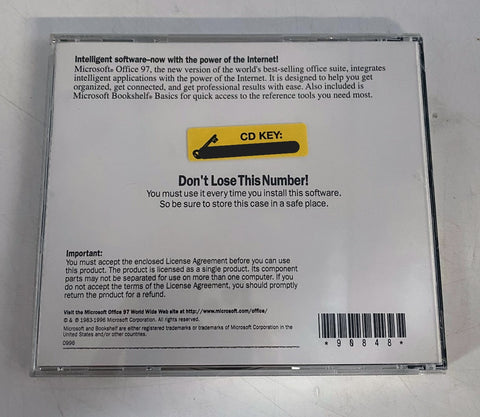 Intelligent software–now with the power of the Internet!
Microsoft® Office 97, the new version of the world's best-selling office suite, integrates
intelligent applications with the power of the Internet. It is designed to help you get
organized, get connected, and get professional results with ease. Also included is
Microsoft Bookshelf® Basics for quick access to the reference tools you need most.
CD KEY:
Don't Lose This Number!
You must use it every time you install this software.
So be sure to store this case in a safe place.
Important:
You must accept the enclosed License Agreement before you can use
this product. The product is licensed as a single product. Its component
parts may not be separated for use on more than one computer. If you
do not accept the terms of the License Agreement, you should promptly
return the product for a refund.
Visit the Microsoft Office 97 World Wide Web site at http://www.microsoft.com/office/
© & ℗ 1983-1996 Microsoft Corporation. All rights reserved.
Microsoft and Bookshelf are either registered trademarks or trademarks of Microsoft Corporation in the
United States and/or other countries.
0996
*90848*